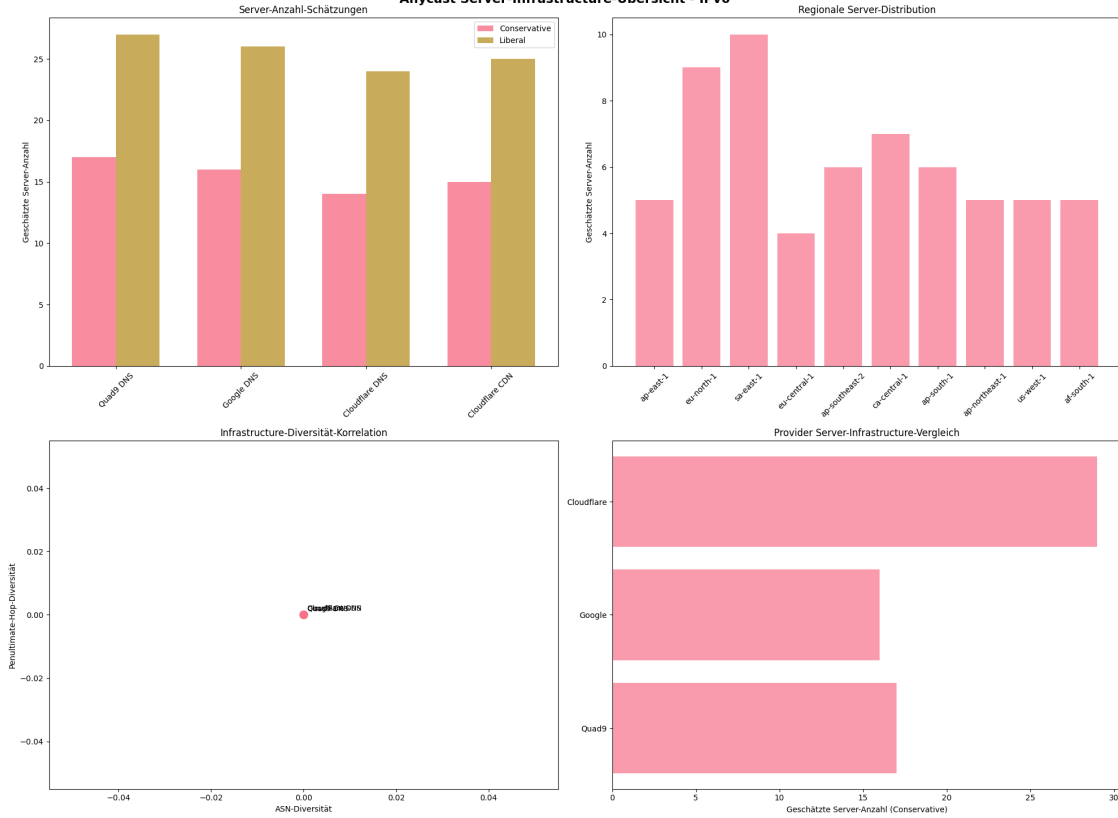 Anycast Server-Infrastructure-Übersicht - IPv6
Server-Anzahl-Schätzungen
Geschätzte Server-Anzahl
25
20
15
10
5
0
Conservative
Liberal
Quad9 DNS
Google DNS
Cloudflare DNS
Cloudflare CDN
Regionale Server-Distribution
Geschätzte Server-Anzahl
10
8
6
4
2
0
ap-east-1
eu-north-1
sa-east-1
eu-central-1
ap-southeast-2
ca-central-1
ap-south-1
ap-northeast-1
us-west-1
af-south-1
Infrastructure-Diversität-Korrelation
Penultimate-Hop-Diversität
0.04
0.02
0.00
−0.02
−0.04
−0.04
−0.02
0.00
0.02
0.04
ASN-Diversität
Provider Server-Infrastructure-Vergleich
Cloudflare
Google
Quad9
0
5
10
15
20
25
30
Geschätzte Server-Anzahl (Conservative)